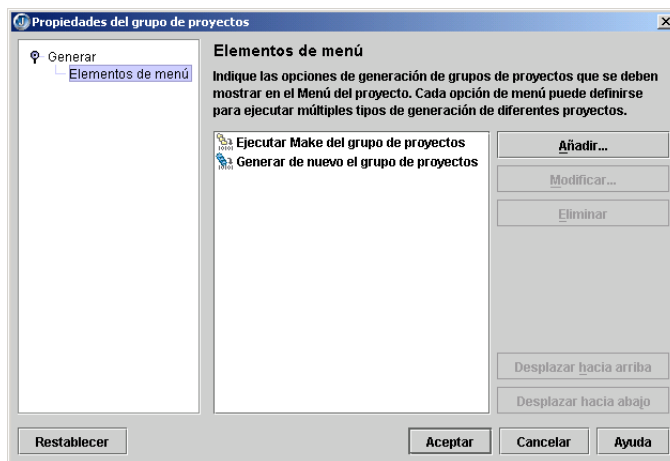 Propiedades del grupo de proyectos
Generar
Elementos de menú
Elementos de menú
Indique las opciones de generación de grupos de proyectos que se deben
mostrar en el Menú del proyecto. Cada opción de menú puede definirse
para ejecutar múltiples tipos de generación de diferentes proyectos.
Ejecutar Make del grupo de proyectos
Generar de nuevo el grupo de proyectos
Añadir...
Modificar...
Eliminar
Desplazar hacia arriba
Desplazar hacia abajo
Restablecer
Aceptar
Cancelar
Ayuda